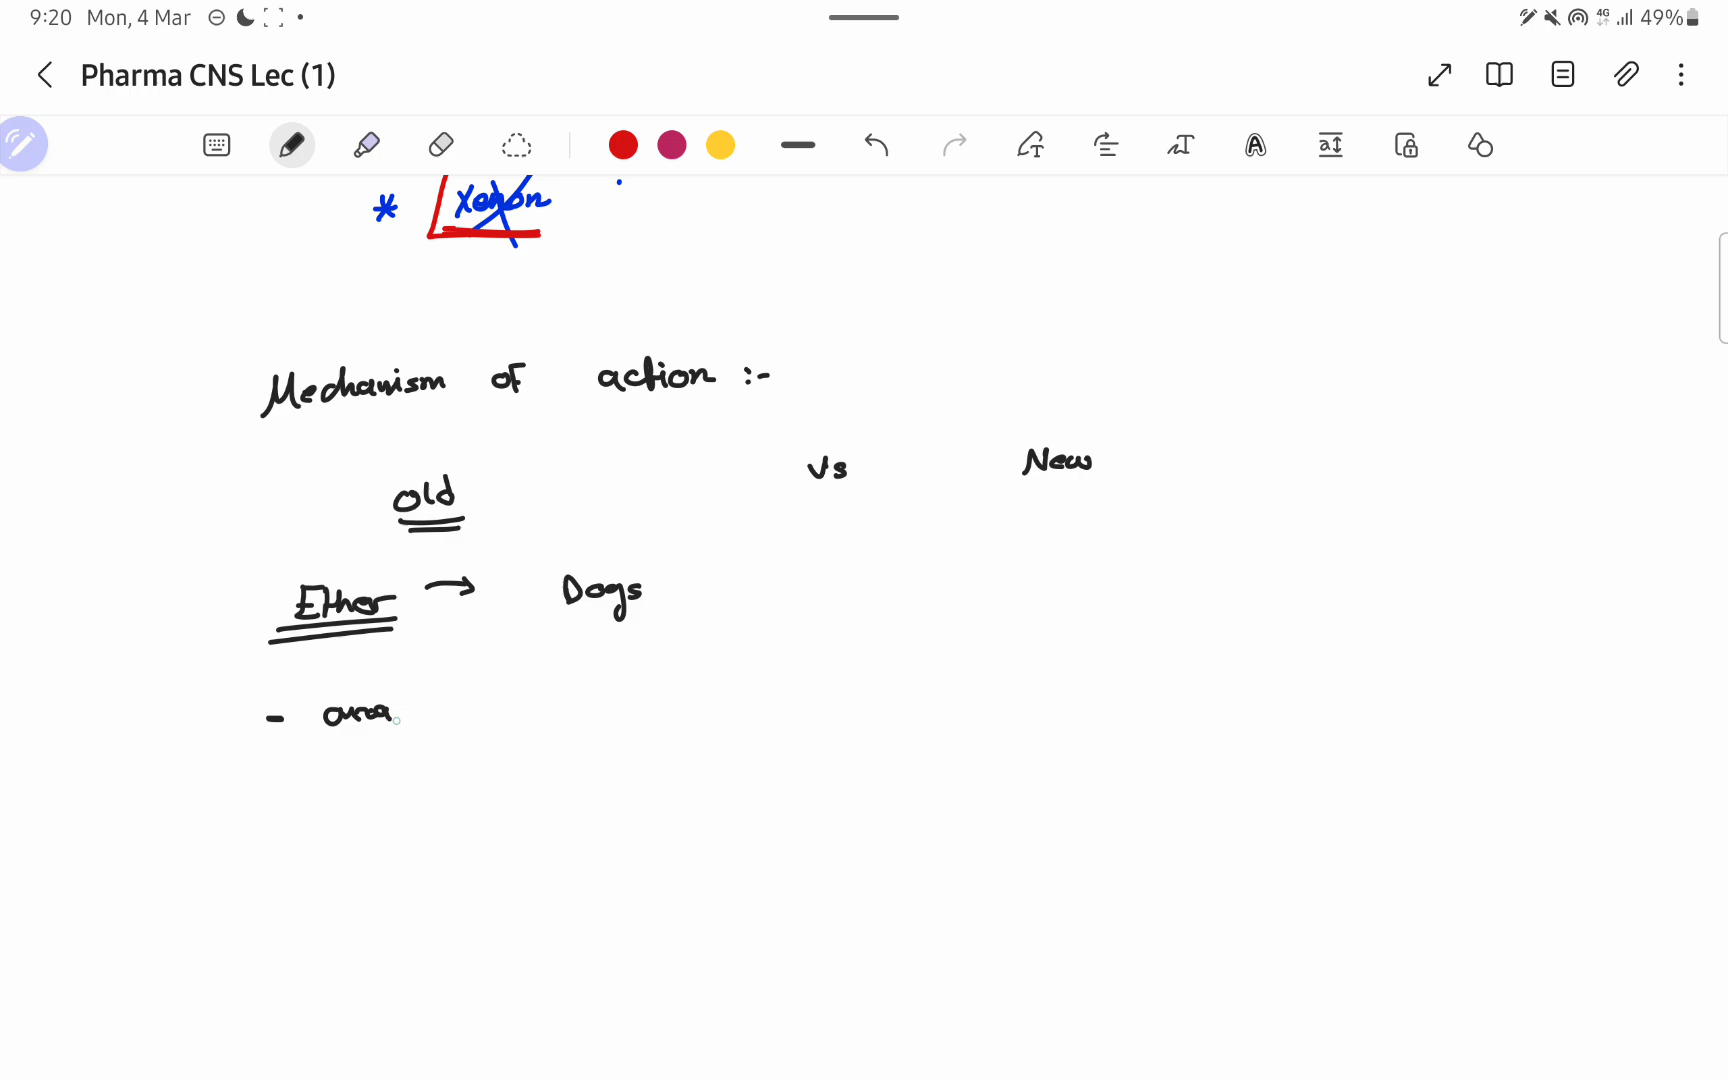 9:20 Mon, 4 Mar
4G 49%
Pharma CNS Lec (1)
* Xenon
Mechanism of action :-
Old Vs New
Ether → Dogs
-